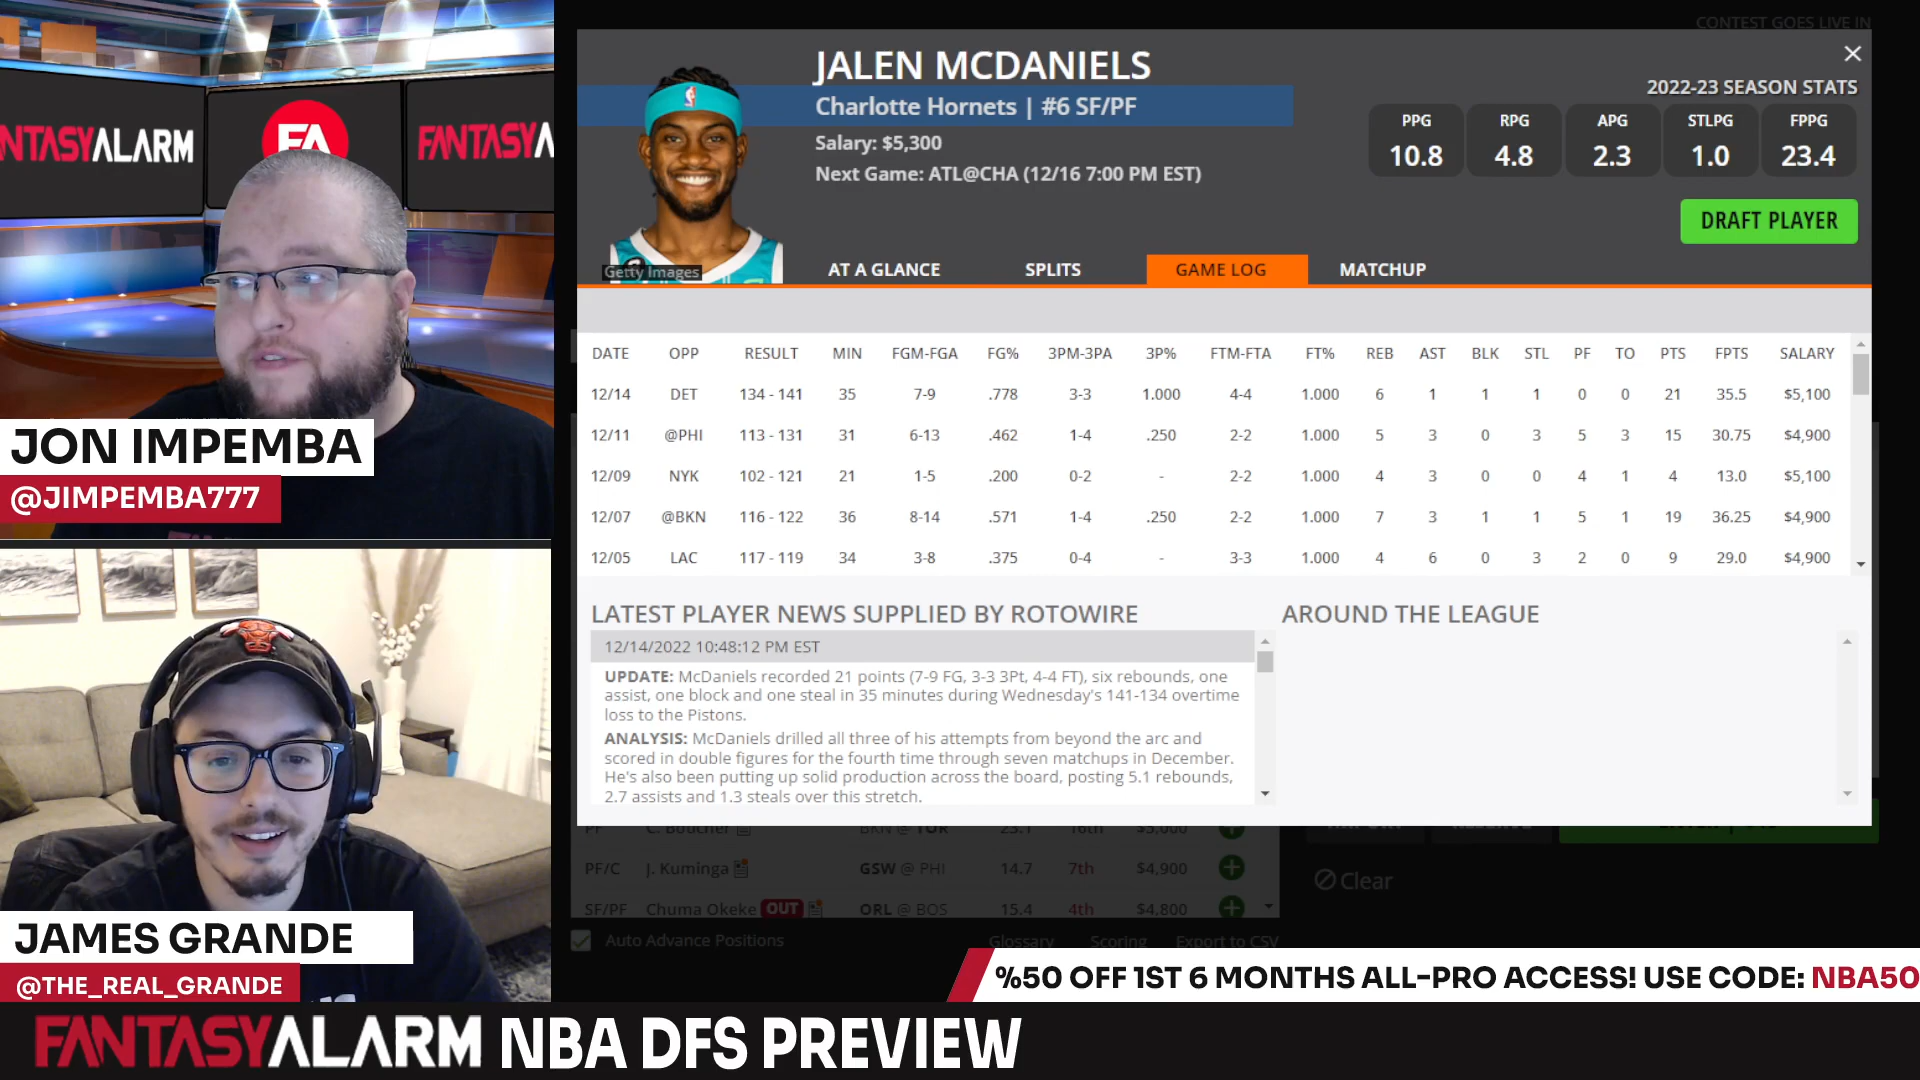 CONTEST GOES LIVE IN
JALEN MCDANIELS
Charlotte Hornets | #6 SF/PF
Salary: $5,300
Next Game: ATL@CHA (12/16 7:00 PM EST)
2022-23 SEASON STATS
PPG RPG APG STLPG FPPG
10.8 4.8 2.3 1.0 23.4
DRAFT PLAYER
Getty Images
AT A GLANCE SPLITS GAME LOG MATCHUP
DATE OPP RESULT MIN FGM-FGA FG% 3PM-3PA 3P% FTM-FTA FT% REB AST BLK STL PF TO PTS FPTS SALARY
12/14 DET 134 - 141 35 7-9 .778 3-3 1.000 4-4 1.000 6 1 1 1 0 0 21 35.5 $5,100
12/11 @PHI 113 - 131 31 6-13 .462 1-4 .250 2-2 1.000 5 3 0 3 5 3 15 30.75 $4,900
12/09 NYK 102 - 121 21 1-5 .200 0-2 - 2-2 1.000 4 3 0 0 4 1 4 13.0 $5,100
12/07 @BKN 116 - 122 36 8-14 .571 1-4 .250 2-2 1.000 7 3 1 1 5 1 19 36.25 $4,900
12/05 LAC 117 - 119 34 3-8 .375 0-4 - 3-3 1.000 4 6 0 3 2 0 9 29.0 $4,900
LATEST PLAYER NEWS SUPPLIED BY ROTOWIRE
12/14/2022 10:48:12 PM EST
UPDATE: McDaniels recorded 21 points (7-9 FG, 3-3 3Pt, 4-4 FT), six rebounds, one
assist, one block and one steal in 35 minutes during Wednesday's 141-134 overtime
loss to the Pistons.
ANALYSIS: McDaniels drilled all three of his attempts from beyond the arc and
scored in double figures for the fourth time through seven matchups in December.
He's also been putting up solid production across the board, posting 5.1 rebounds,
2.7 assists and 1.3 steals over this stretch.
AROUND THE LEAGUE
PF C. Boucher BKN @ TOR 23.1 16th $5,000
PF/C J. Kuminga GSW @ PHI 14.7 7th $4,900
SF/PF Chuma Okeke OUT ORL @ BOS 15.4 4th $4,800
Clear
Auto Advance Positions
Glossary Scoring Export to CSV
NTASYALARM
FA
FANTASYA
JON IMPEMBA
@JIMPEMBA777
JAMES GRANDE
@THE_REAL_GRANDE
%50 OFF 1ST 6 MONTHS ALL-PRO ACCESS! USE CODE: NBA50
FANTASYALARM NBA DFS PREVIEW